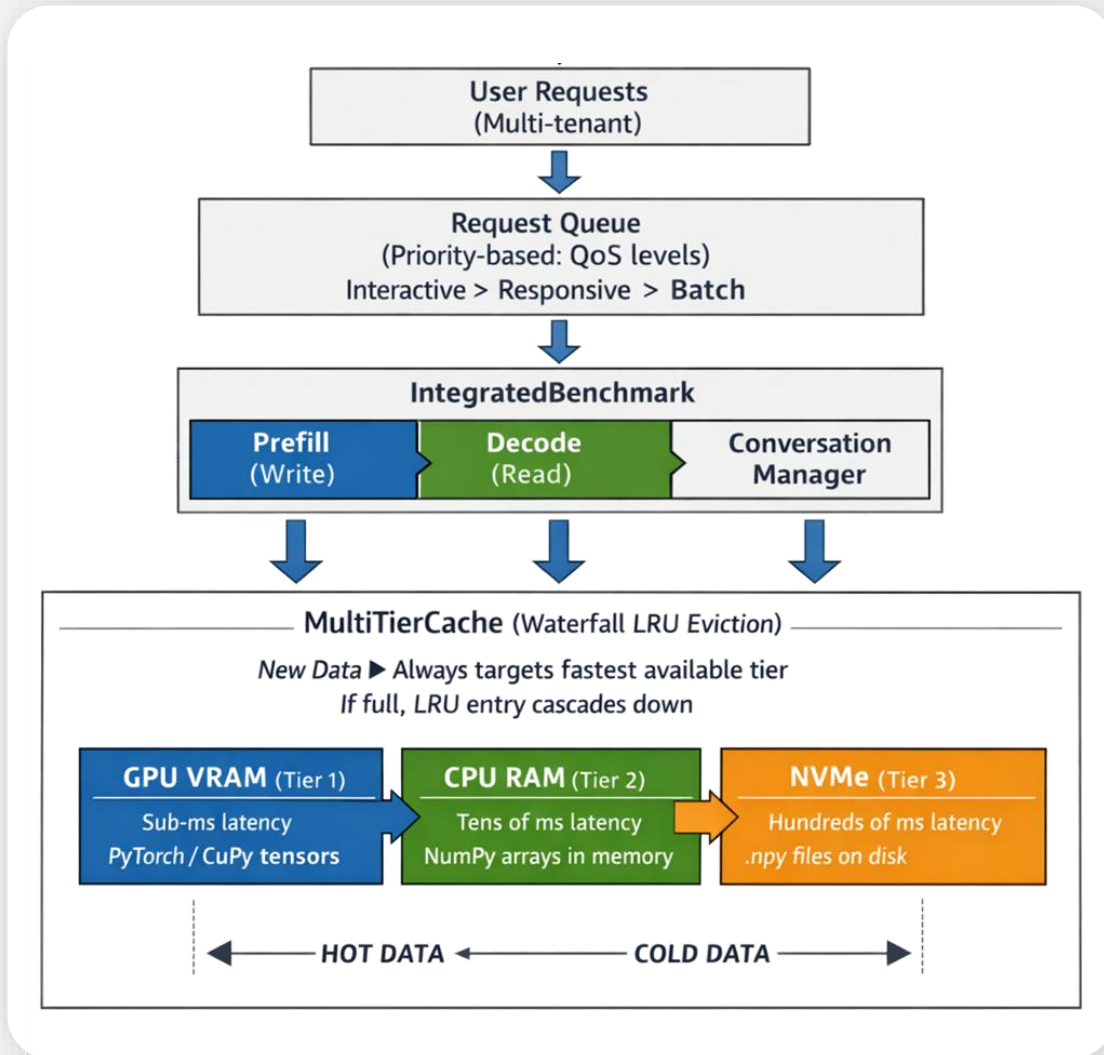 User Requests
(Multi-tenant)
Request Queue
(Priority-based: QoS levels)
Interactive > Responsive > Batch
IntegratedBenchmark
Prefill
(Write)
Decode
(Read)
Conversation
Manager
MultiTierCache (Waterfall LRU Eviction)
New Data ▶ Always targets fastest available tier
If full, LRU entry cascades down
GPU VRAM (Tier 1)
Sub-ms latency
PyTorch / CuPy tensors
CPU RAM (Tier 2)
Tens of ms latency
NumPy arrays in memory
NVMe (Tier 3)
Hundreds of ms latency
.npy files on disk
HOT DATA
COLD DATA